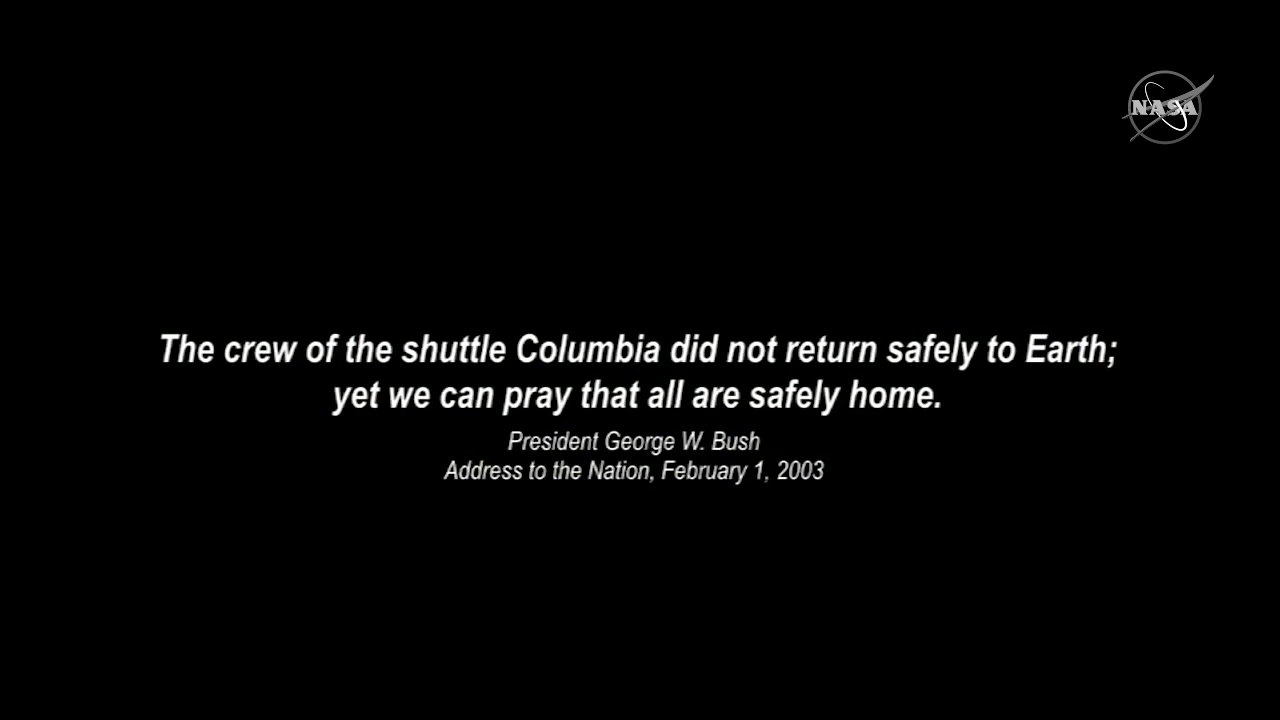 NASA
The crew of the shuttle Columbia did not return safely to Earth;
yet we can pray that all are safely home.
President George W. Bush
Address to the Nation, February 1, 2003